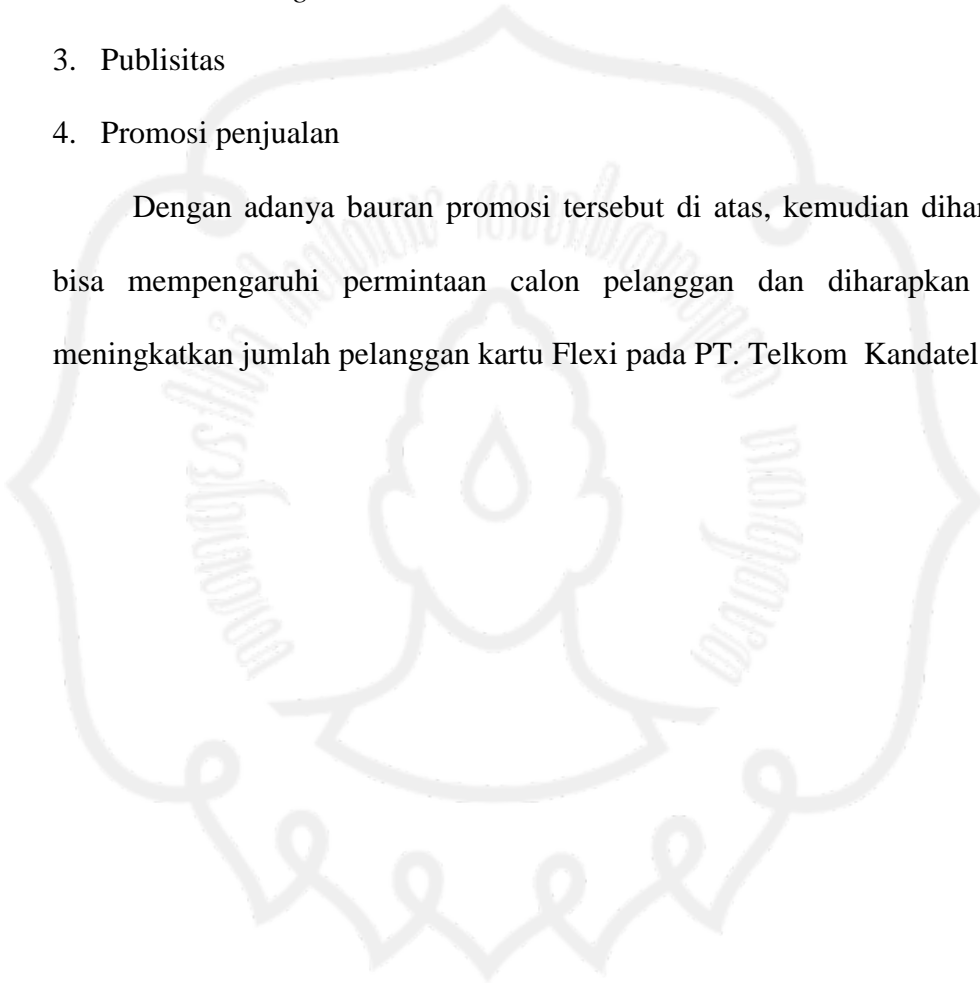 3. Publisitas
4. Promosi penjualan
Dengan adanya bauran promosi tersebut di atas, kemudian
bisa mempengaruhi permintaan calon pelanggan dan diharapkan
meningkatkan jumlah pelanggan kartu Flexi pada PT. Telkom Kandatel